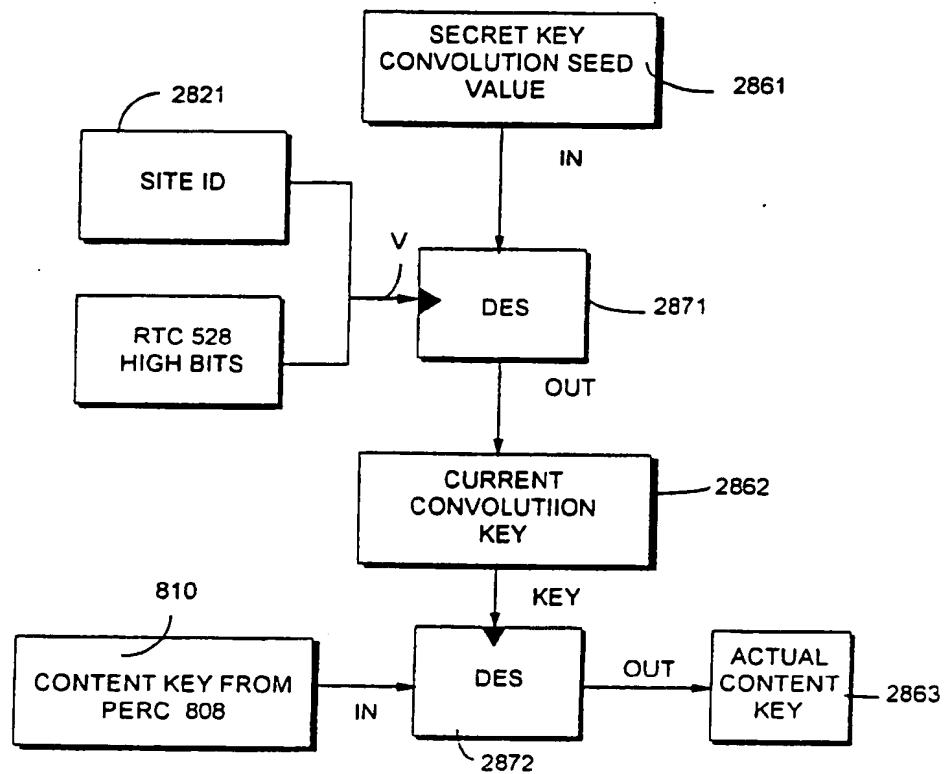 SECRET KEY
CONVOLUTION SEED
VALUE
2861
2821
SITE ID
IN
V
RTC 528
HIGH BITS
DES
2871
OUT
CURRENT
CONVOLUTIION
KEY
2862
810
KEY
CONTENT KEY FROM
PERC 808
IN
DES
2872
OUT
ACTUAL
CONTENT
KEY
2863